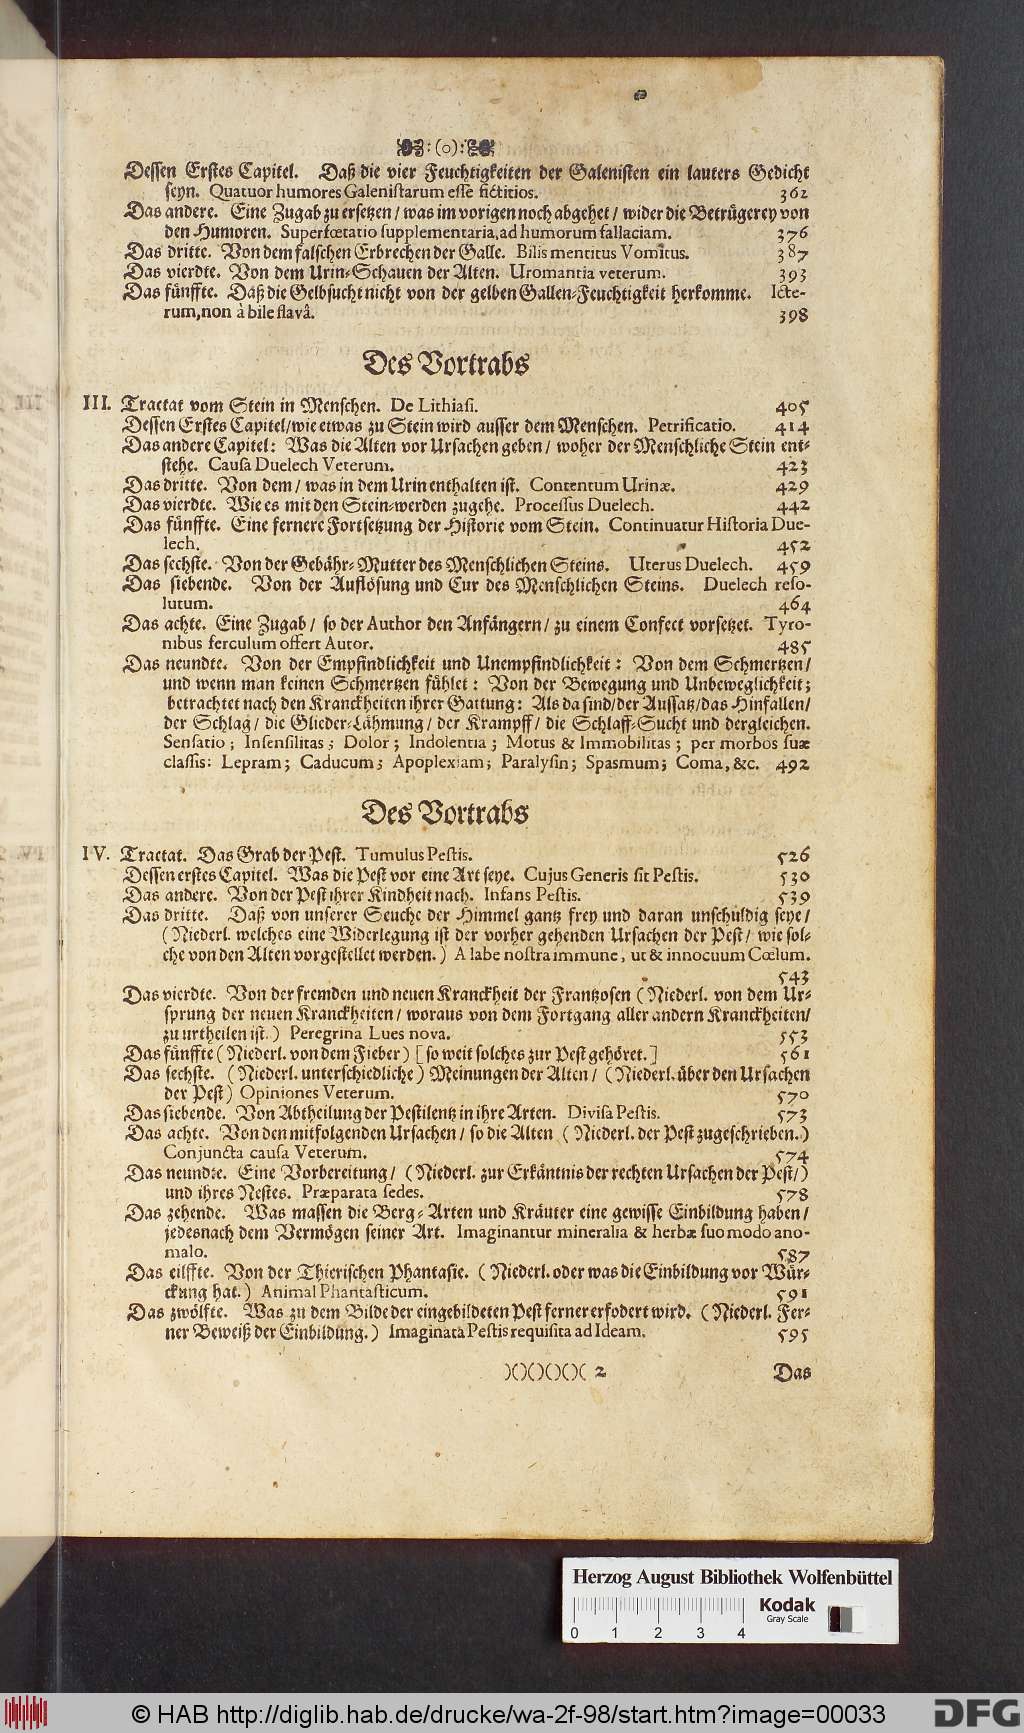 :(o):
Dessen Erstes Capitel. Daß die vier Feuchtigkeiten der Galenisten ein lauters Gedicht
seyn. Quatuor humores Galenistarum esse fictitios. 362
Das andere. Eine Zugab zu ersetzen / was im vorigen noch abgehet / wider die Betrügerey von
den Humoren. Superfœtatio supplementaria, ad humorum fallaciam. 376
Das dritte. Von dem falschen Erbrechen der Galle. Bilis mentitus Vomitus. 387
Das vierdte. Von dem Urin-Schauen der Alten. Uromantia veterum. 393
Das fünffte. Daß die Gelbsucht nicht von der gelben Gallen-Feuchtigkeit herkomme. Icte-
rum, non à bile flavâ. 398
Des Vortrabs
III. Tractat vom Stein in Menschen. De Lithiasi. 405
Dessen Erstes Capitel / wie etwas zu Stein wird ausser dem Menschen. Petrificatio. 414
Das andere Capitel: Was die Alten vor Ursachen geben / woher der Menschliche Stein ent-
stehe. Causa Duelech Veterum. 423
Das dritte. Von dem / was in dem Urin enthalten ist. Contentum Urinæ. 429
Das vierdte. Wie es mit den Stein-werden zugehe. Processus Duelech. 442
Das fünffte. Eine fernere Fortsetzung der Historie vom Stein. Continuatur Historia Due-
lech. 452
Das sechste. Von der Gebähr-Mutter des Menschlichen Steins. Uterus Duelech. 459
Das siebende. Von der Auflösung und Cur des Menschlichen Steins. Duelech reso-
lutum. 464
Das achte. Eine Zugab / so der Author den Anfängern / zu einem Confect vorsetzet. Tyro-
nibus ferculum offert Autor. 485
Das neundte. Von der Empfindlichkeit und Unempfindlichkeit: Von dem Schmertzen /
und wenn man keinen Schmertzen fühlet: Von der Bewegung und Unbeweglichkeit;
betrachtet nach den Kranckheiten ihrer Gattung: Als da sind / der Aussatz / das Hinfallen /
der Schlag / die Glieder-Lähmung / der Krampff / die Schlaff-Sucht und dergleichen.
Sensatio; Insensilitas; Dolor; Indolentia; Motus & Immobilitas; per morbos suæ
classis: Lepram; Caducum; Apoplexiam; Paralysin; Spasmum; Coma, &c. 492
Des Vortrabs
IV. Tractat. Das Grab der Pest. Tumulus Pestis. 526
Dessen erstes Capitel. Was die Pest vor eine Art seye. Cujus Generis sit Pestis. 530
Das andere. Von der Pest ihrer Kindheit nach. Infans Pestis. 539
Das dritte. Daß von unserer Seuche der Himmel gantz frey und daran unschuldig seye /
(Niederl. welches eine Widerlegung ist der vorher gehenden Ursachen der Pest / wie sol-
che von den Alten vorgestellet werden.) A labe nostra immune, ut & innocuum Cœlum.
543
Das vierdte. Von der fremden und neuen Kranckheit der Frantzosen (Niederl. von dem Ur-
sprung der neuen Kranckheiten / woraus von dem Fortgang aller andern Kranckheiten /
zu urtheilen ist.) Peregrina Lues nova. 553
Das fünffte (Niederl. von dem Fieber) [so weit solches zur Pest gehöret.] 561
Das sechste. (Niederl. unterschiedliche) Meinungen der Alten / (Niederl. über den Ursachen
der Pest) Opiniones Veterum. 570
Das siebende. Von Abtheilung der Pestilentz in ihre Arten. Divisa Pestis. 573
Das achte. Von den mitfolgenden Ursachen / so die Alten (Niederl. der Pest zugeschrieben.)
Conjuncta causa Veterum. 574
Das neundte. Eine Vorbereitung / (Niederl. zur Erkäntnis der rechten Ursachen der Pest /)
und ihres Nestes. Præparata sedes. 578
Das zehende. Was massen die Berg-Arten und Kräuter eine gewisse Einbildung haben /
jedes nach dem Vermögen seiner Art. Imaginantur mineralia & herbæ suo modo ano-
malo. 587
Das eilffte. Von der Thierischen Phantasie. (Niederl. oder was die Einbildung vor Wür-
ckung hat.) Animal Phantasticum. 591
Das zwölfte. Was zu dem Bilde der eingebildeten Pest ferner erfodert wird. (Niederl. Fer-
ner Beweiß der Einbildung.) Imaginata Pestis requisita ad Ideam. 595
)()()()()( 2 Das
Herzog August Bibliothek Wolfenbüttel
Kodak
Gray Scale
0 1 2 3 4
© HAB http://diglib.hab.de/drucke/wa-2f-98/start.htm?image=00033
DFG